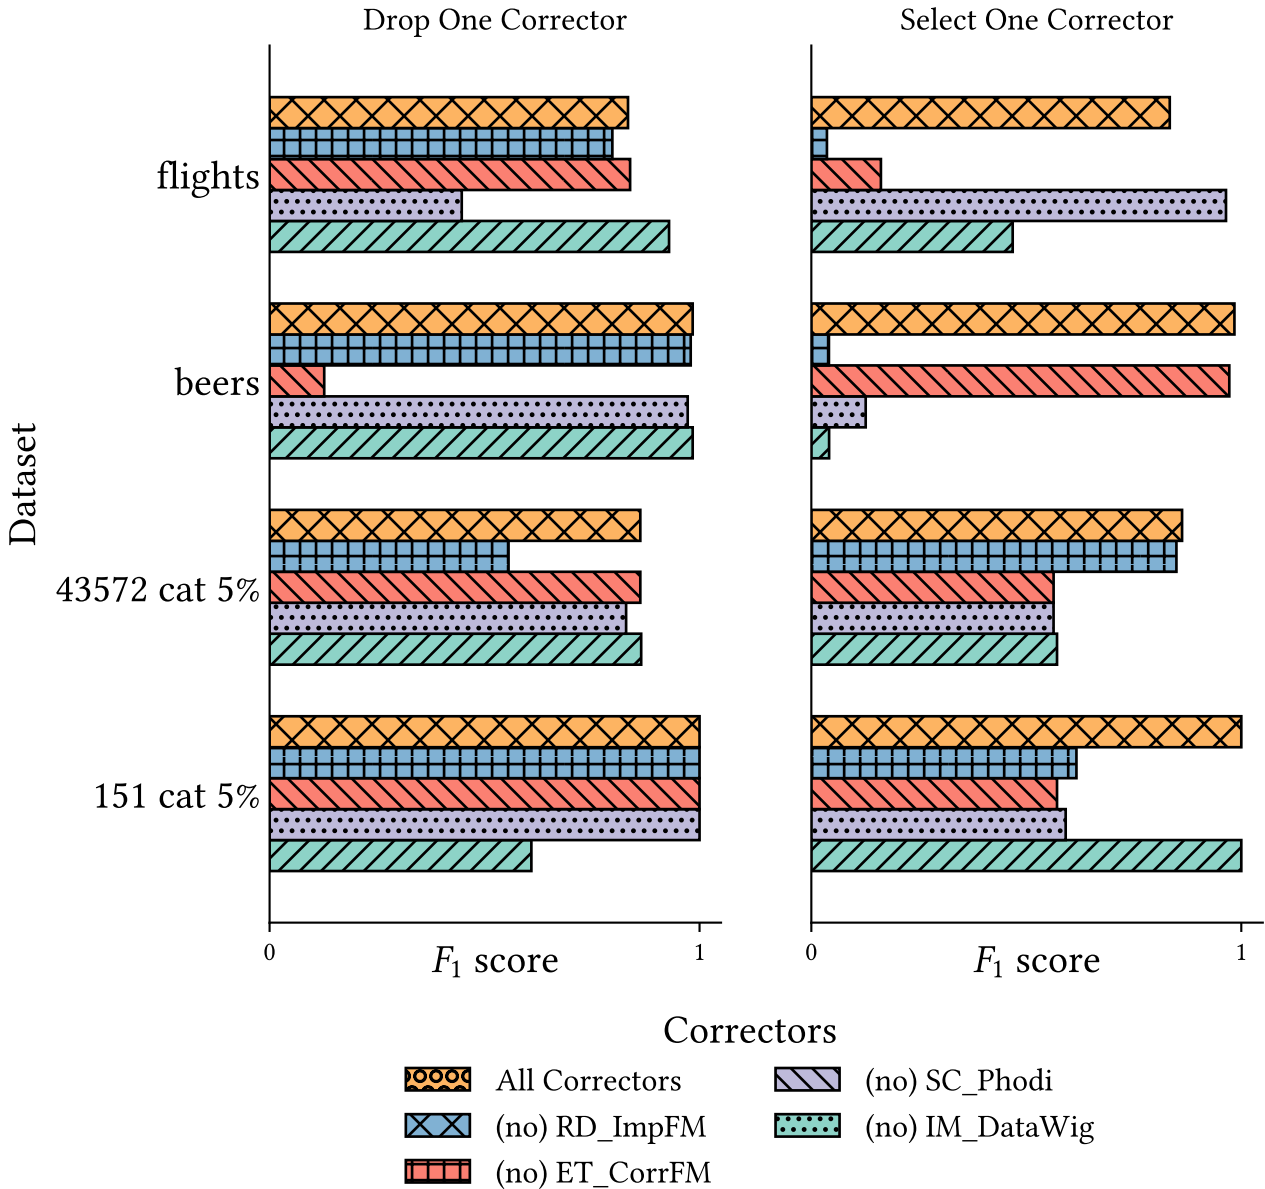 Drop One Corrector
Select One Corrector
Dataset
flights
beers
43572 cat 5%
151 cat 5%
0
1
0
1
F1 score
F1 score
Correctors
All Correctors
(no) RD_ImpFM
(no) ET_CorrFM
(no) SC_Phodi
(no) IM_DataWig